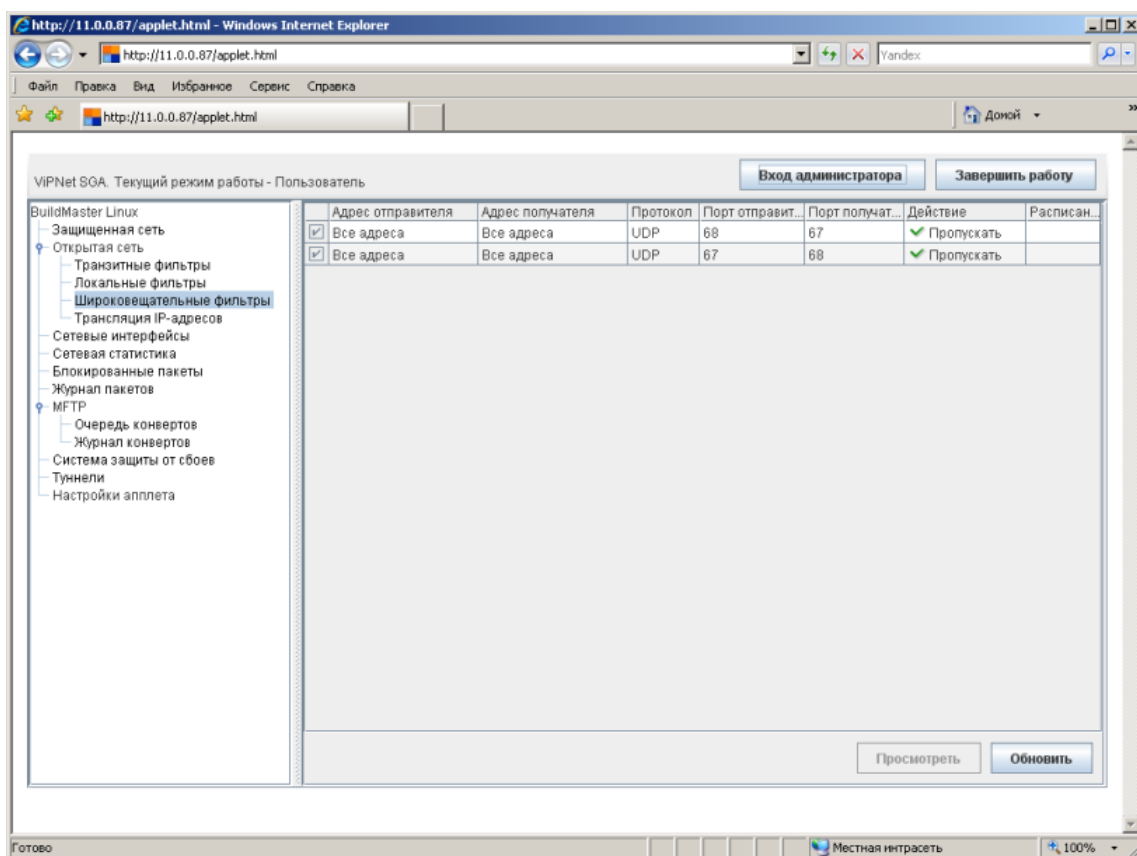 http://11.0.0.87/applet.html - Windows Internet Explorer
http://11.0.0.87/applet.html
Yandex
Файл Правка Вид Избранное Сервис Справка
http://11.0.0.87/applet.html
Домой
ViPNet SGA. Текущий режим работы - Пользователь
Вход администратора
Завершить работу
BuildMaster Linux
Защищенная сеть
Открытая сеть
Транзитные фильтры
Локальные фильтры
Широковещательные фильтры
Трансляция IP-адресов
Сетевые интерфейсы
Сетевая статистика
Блокированные пакеты
Журнал пакетов
MFTP
Очередь конвертов
Журнал конвертов
Система защиты от сбоев
Туннели
Настройки апплета
Адрес отправителя Адрес получателя Протокол Порт отправит... Порт получат... Действие Расписан...
Все адреса Все адреса UDP 68 67 Пропускать
Все адреса Все адреса UDP 67 68 Пропускать
Просмотреть
Обновить
Готово
Местная интрасеть
100%